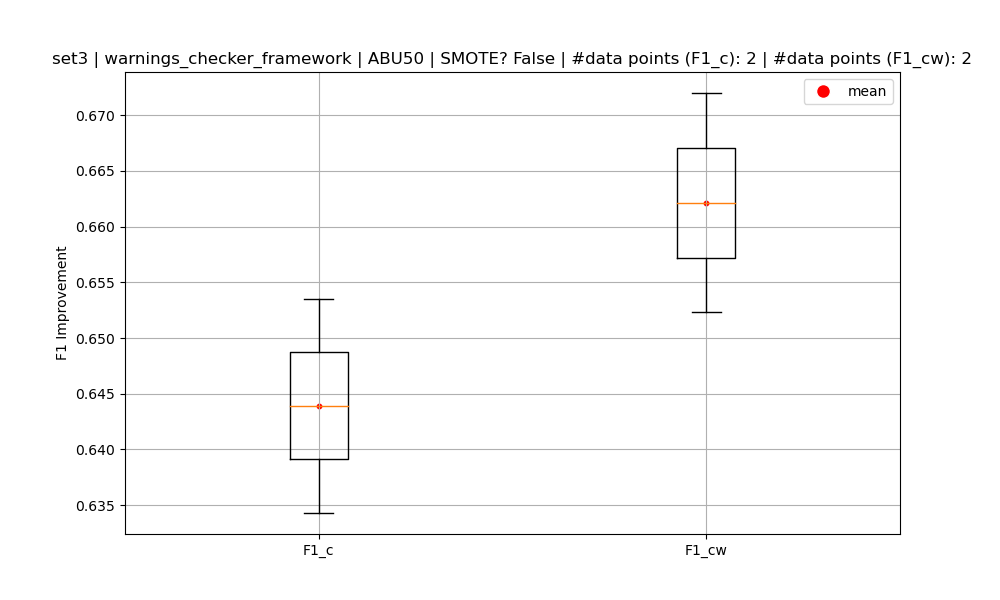 set3 | warnings_checker_framework | ABU50 | SMOTE? False | #data points (F1_c): 2 | #data points (F1_cw): 2
mean
0.670
0.665
0.660
0.655
0.650
0.645
0.640
0.635
F1 Improvement
F1_c
F1_cw